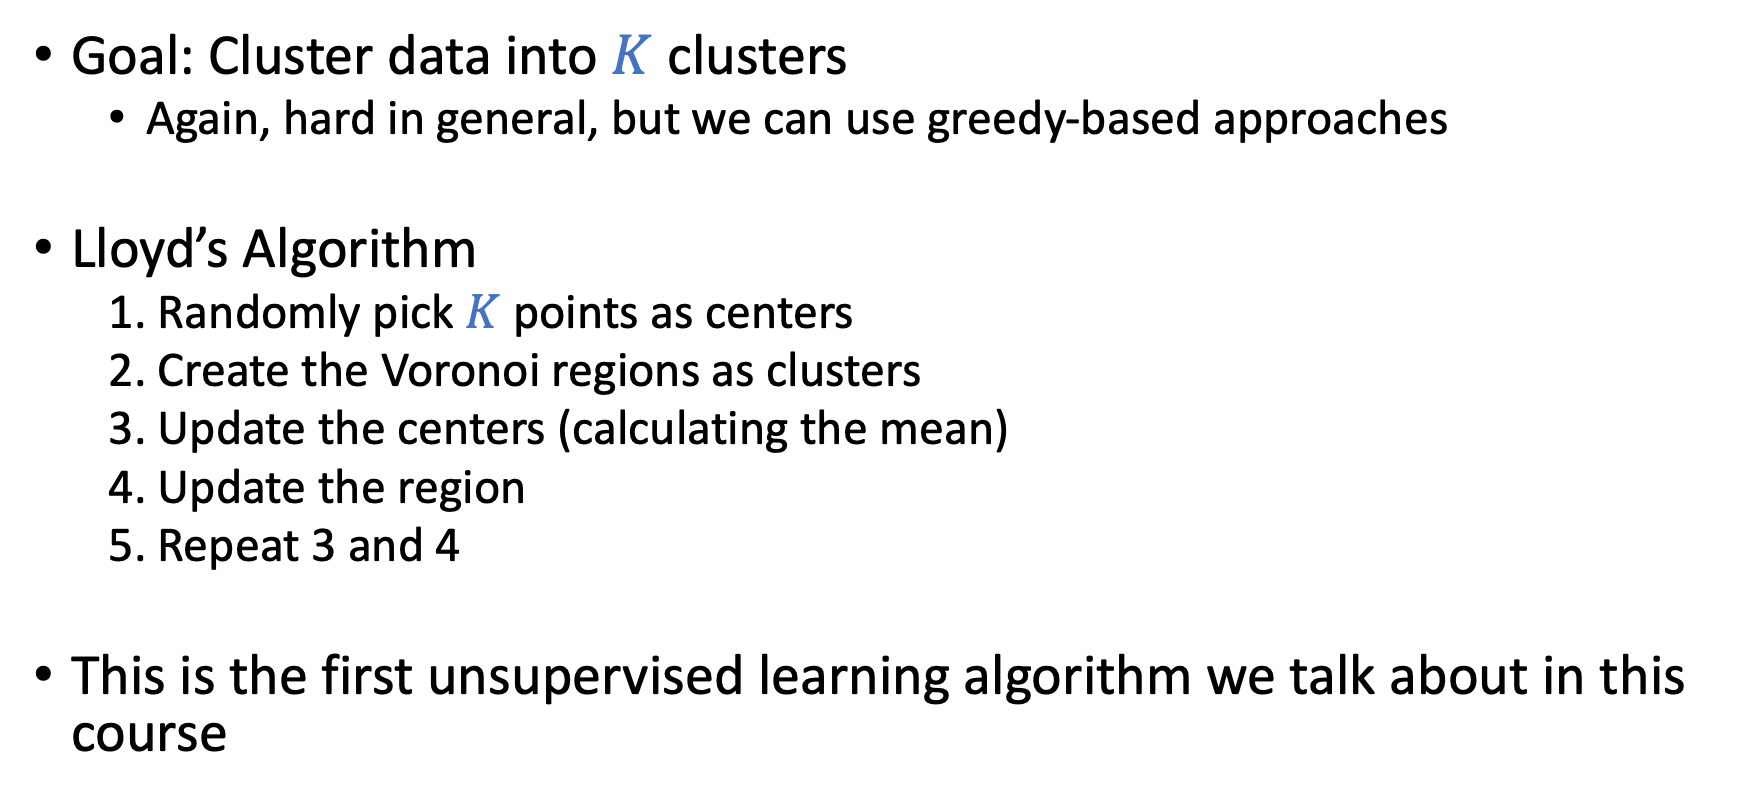 • Goal: Cluster data into K clusters
• Again, hard in general, but we can use greedy-based approaches
• Lloyd’s Algorithm
1. Randomly pick K points as centers
2. Create the Voronoi regions as clusters
3. Update the centers (calculating the mean)
4. Update the region
5. Repeat 3 and 4
• This is the first unsupervised learning algorithm we talk about in this
course